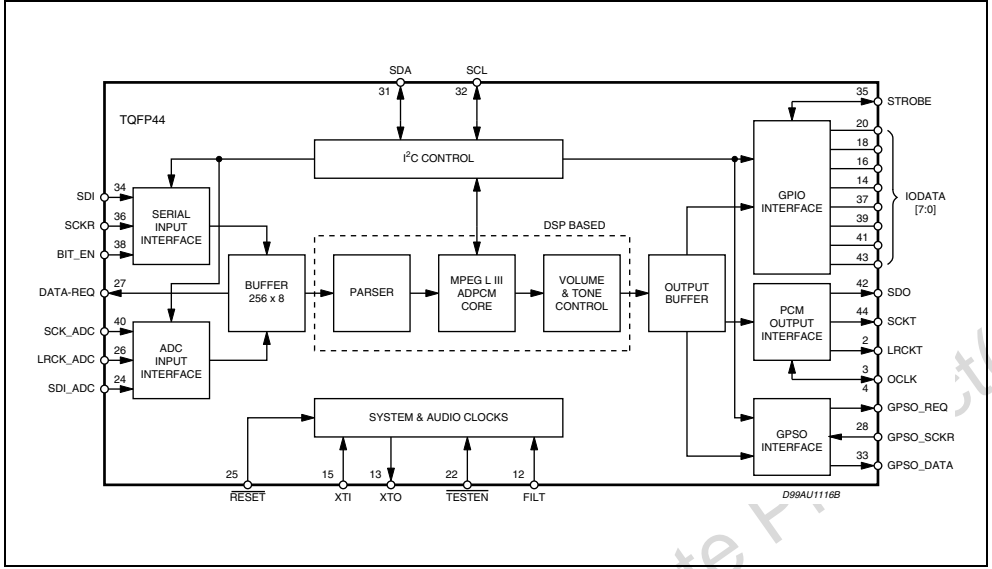 SDA
SCL
31
32
TQFP44
I²C CONTROL
SDI
34
SCKR
36
BIT_EN
38
SERIAL
INPUT
INTERFACE
DATA-REQ
27
SCK_ADC
40
LRCK_ADC
26
SDI_ADC
24
ADC
INPUT
INTERFACE
BUFFER
256 x 8
DSP BASED
PARSER
MPEG L III
ADPCM
CORE
VOLUME
& TONE
CONTROL
OUTPUT
BUFFER
GPIO
INTERFACE
35
STROBE
20
18
16
14
37
39
41
43
IODATA
[7:0]
PCM
OUTPUT
INTERFACE
42
SDO
44
SCKT
2
LRCKT
3
OCLK
4
GPSO_REQ
GPSO
INTERFACE
28
GPSO_SCKR
33
GPSO_DATA
SYSTEM & AUDIO CLOCKS
25
RESET
15
XTI
13
XTO
22
TESTEN
12
FILT
D99AU1116B